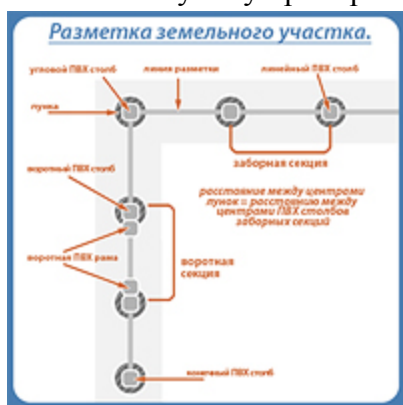 Разметка земельного участка.
угловой ПВХ столб
линия разметки
линейный ПВХ столб
лунка
заборная секция
воротный ПВХ столб
расстояние между центрами
лунок = расстоянию между
центрами ПВХ столбов
заборных секций
воротная ПВХ рама
воротная
секция
конечный ПВХ столб